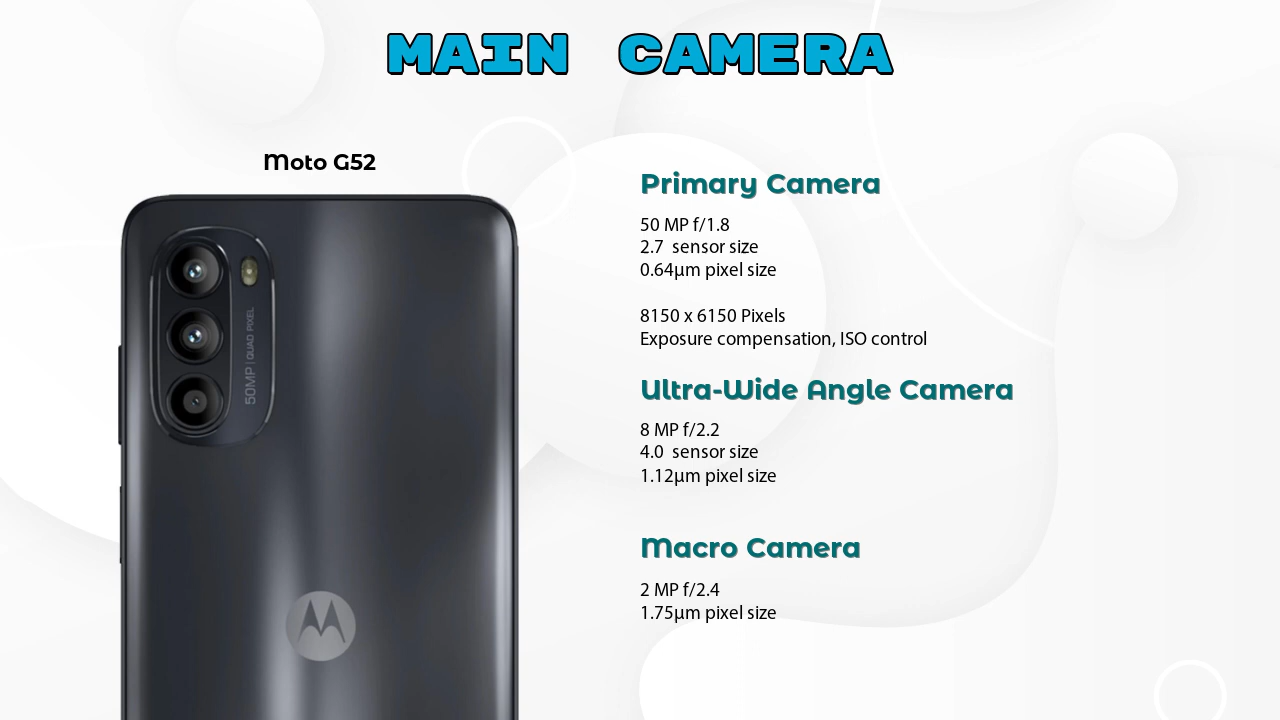 MAIN CAMERA
Moto G52
Primary Camera
50 MP f/1.8
2.7 sensor size
0.64µm pixel size
8150 x 6150 Pixels
Exposure compensation, ISO control
Ultra-Wide Angle Camera
8 MP f/2.2
4.0 sensor size
1.12µm pixel size
Macro Camera
2 MP f/2.4
1.75µm pixel size
50MP | QUAD PIXEL